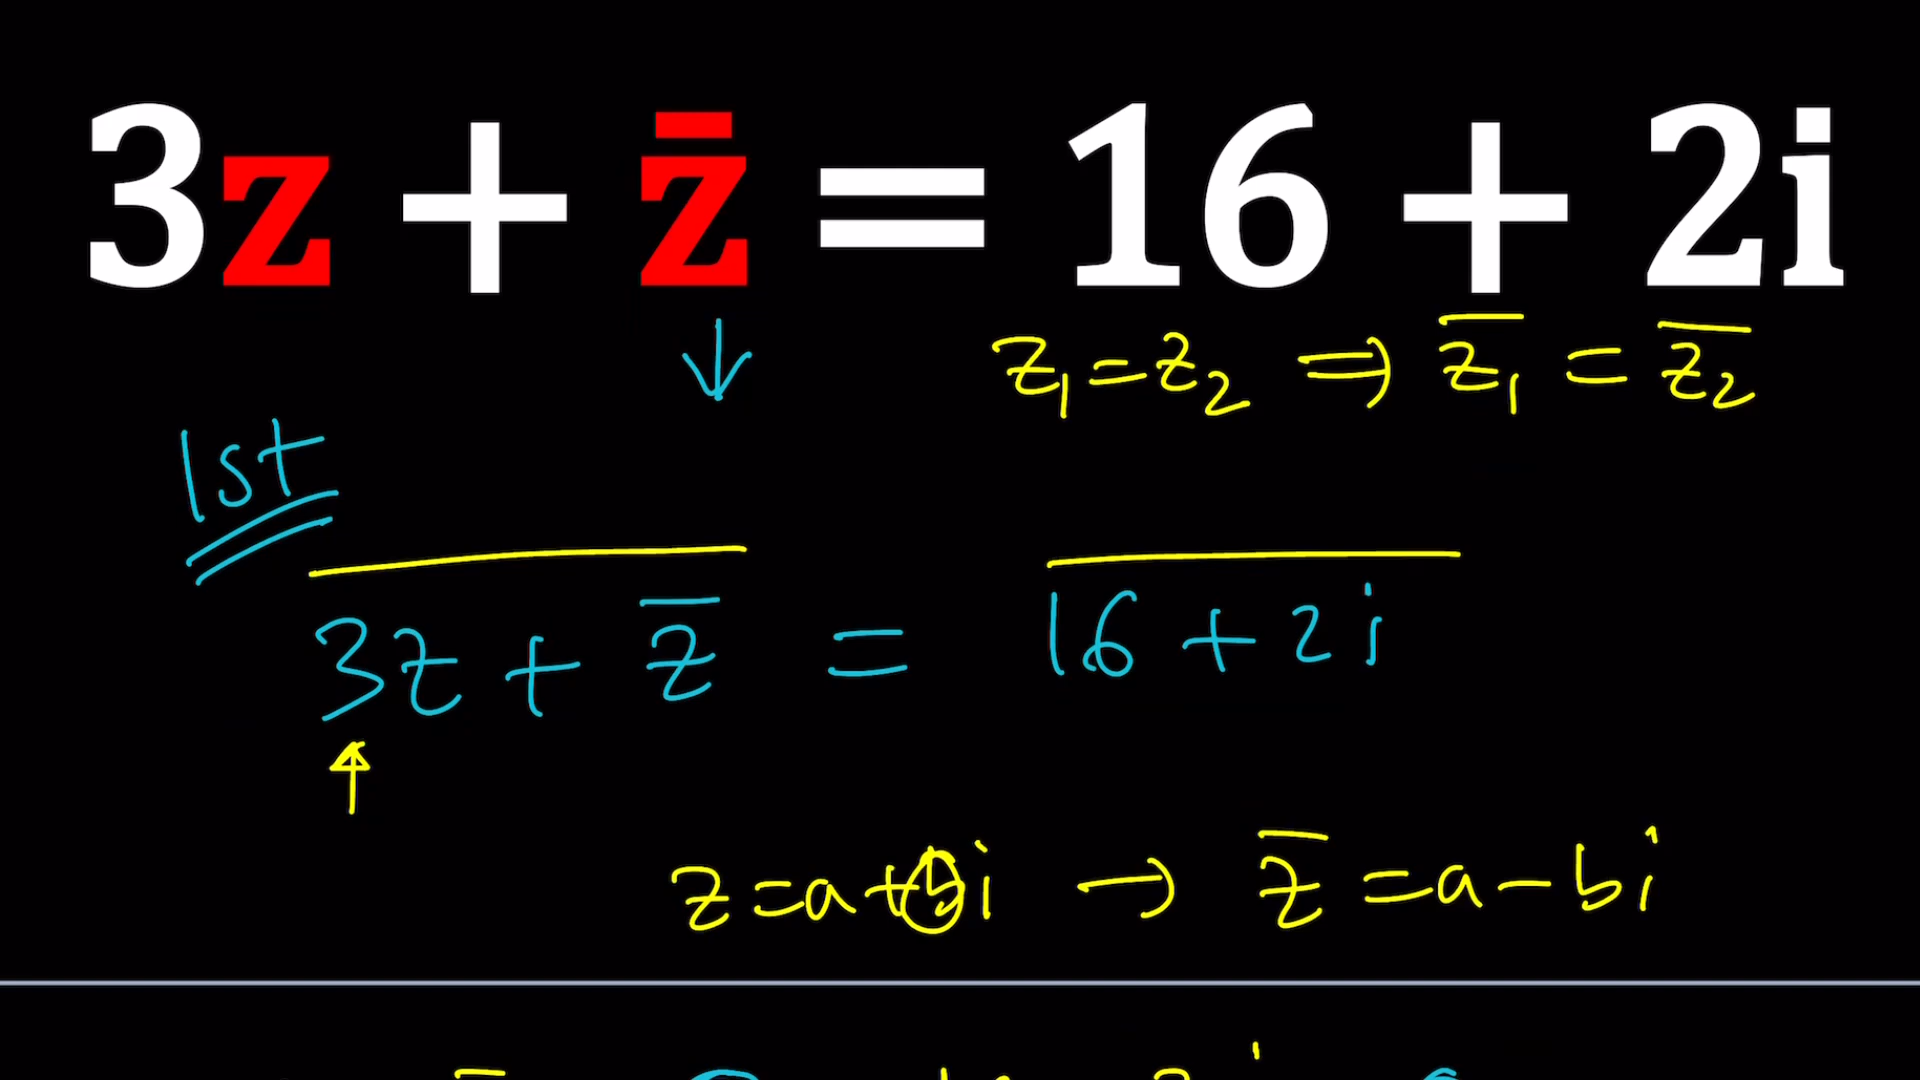 3z + z̄ = 16 + 2i
z₁ = z₂ ⇒ z̄₁ = z̄₂
1st
3z + z̄ = 16 + 2i
z = a + bi → z̄ = a - bi